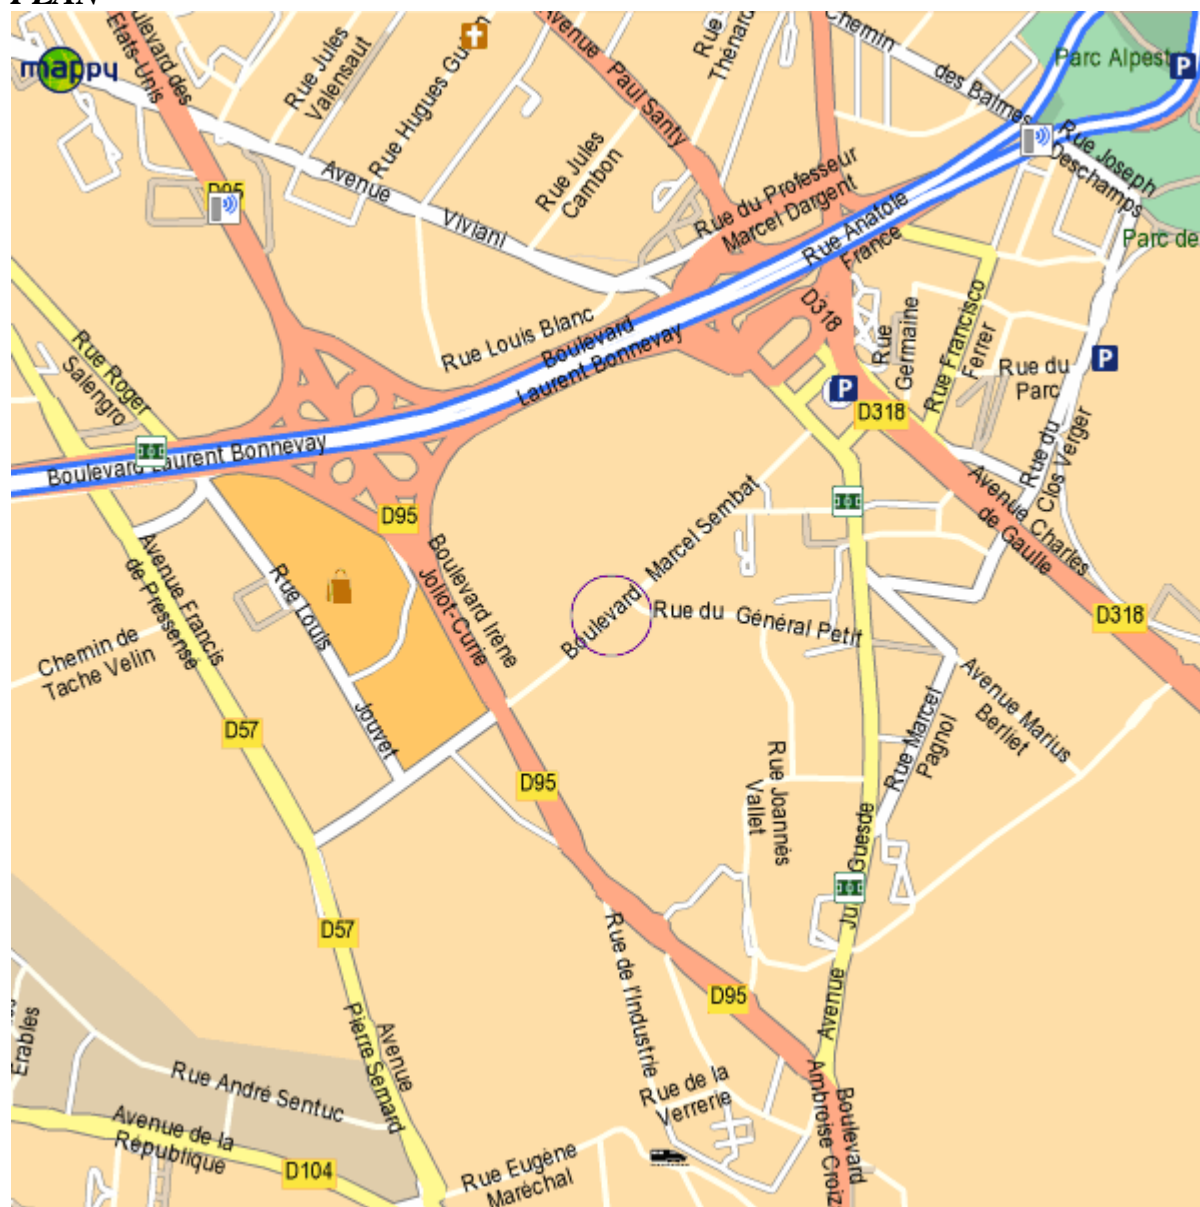 PLAN
mappy
Boulevard des
Etats-Unis
Rue Jules
Valensaut
Rue Hugues Gu
Avenue Paul Santy
Rue
Thénard
Chemin
des Balmes
Parc Alpest
P
Rue Joseph
Deschamps
Parc de
D95
Avenue
Viviani
Rue Jules
Cambon
Rue du Professeur
Marcel Dargent
Rue Anatole
France
D318
Rue Louis Blanc
Boulevard
Laurent Bonnevay
Rue
Germaine
Rue Francisco
Ferrer
Rue du
Parc
P
Rue Roger
Salengro
P
D318
Rue du
Clos Verger
Boulevard Laurent Bonnevay
D95
Avenue Charles
de Gaulle
Avenue Francis
de Pressensé
Rue Louis
Jouvet
Boulevard Irène
Joliot-Curie
Boulevard Marcel Sembat
Rue du Général Petit
D318
Chemin de
Tache Velin
D57
Avenue Marius
Berliet
Rue Marcel
Pagnol
D95
Rue Joannès
Vallet
Avenue Ju Guesde
D57
Rue de l'Industrie
D95
Erables
Rue André Sentuc
Avenue
Pierre Semard
Rue de la
Verrerie
Avenue de la
République
D104
Rue Eugène
Maréchal
Boulevard
Ambroise Croiz